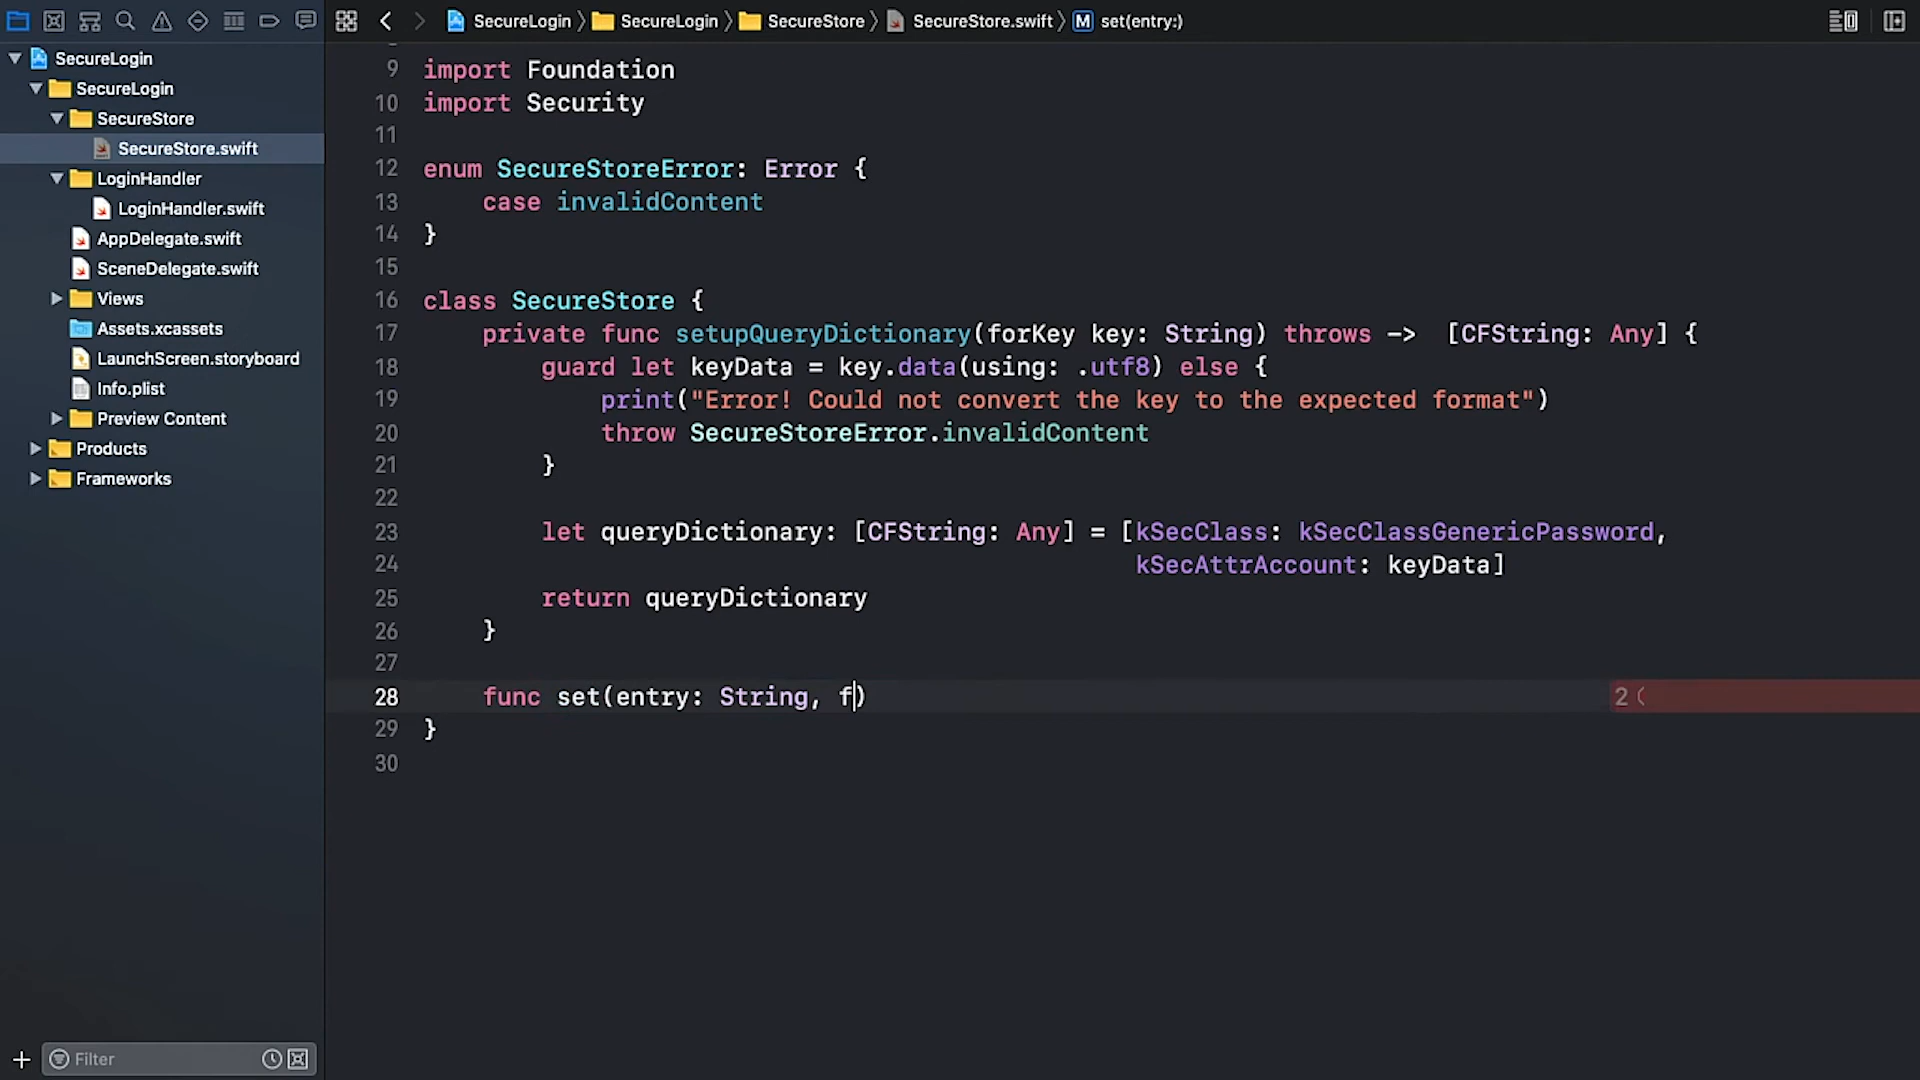 SecureLogin
SecureLogin
SecureStore
SecureStore.swift
M set(entry:)
SecureLogin
SecureLogin
SecureStore
SecureStore.swift
LoginHandler
LoginHandler.swift
AppDelegate.swift
SceneDelegate.swift
Views
Assets.xcassets
LaunchScreen.storyboard
Info.plist
Preview Content
Products
Frameworks
Filter
9 import Foundation
10 import Security
11
12 enum SecureStoreError: Error {
13 case invalidContent
14 }
15
16 class SecureStore {
17 private func setupQueryDictionary(forKey key: String) throws -> [CFString: Any] {
18 guard let keyData = key.data(using: .utf8) else {
19 print("Error! Could not convert the key to the expected format")
20 throw SecureStoreError.invalidContent
21 }
22
23 let queryDictionary: [CFString: Any] = [kSecClass: kSecClassGenericPassword,
24 kSecAttrAccount: keyData]
25 return queryDictionary
26 }
27
28 func set(entry: String, f) 2
29 }
30